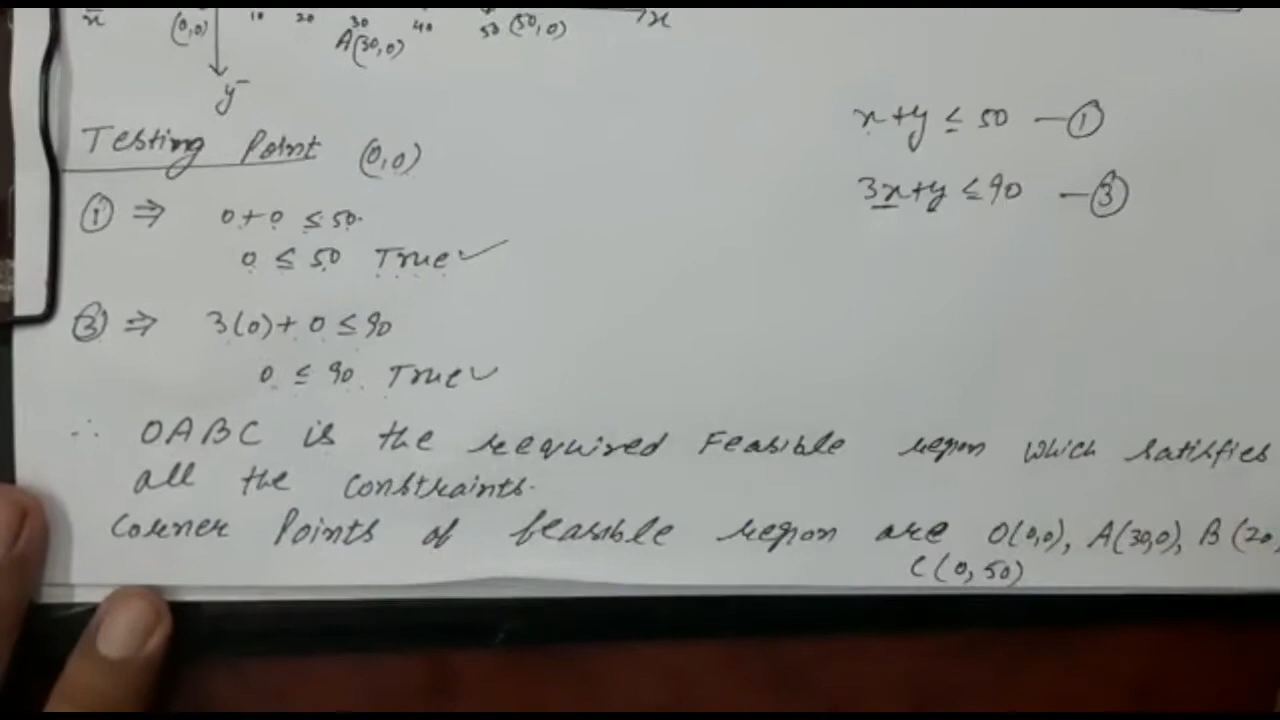 x (0,0) 10 20 30 40 50 (50,0) x
A(30,0)
y-
Testing Point (0,0)
x+y ≤ 50 — ①
3x+y ≤ 90 — ③
① ⇒ 0+0 ≤ 50
0 ≤ 50 True ✓
③ ⇒ 3(0)+0 ≤ 90
0 ≤ 90 True ✓
∴ OABC is the required Feasible region which satisfies
all the constraints.
Corner Points of feasible region are O(0,0), A(30,0), B(20,
C(0,50)